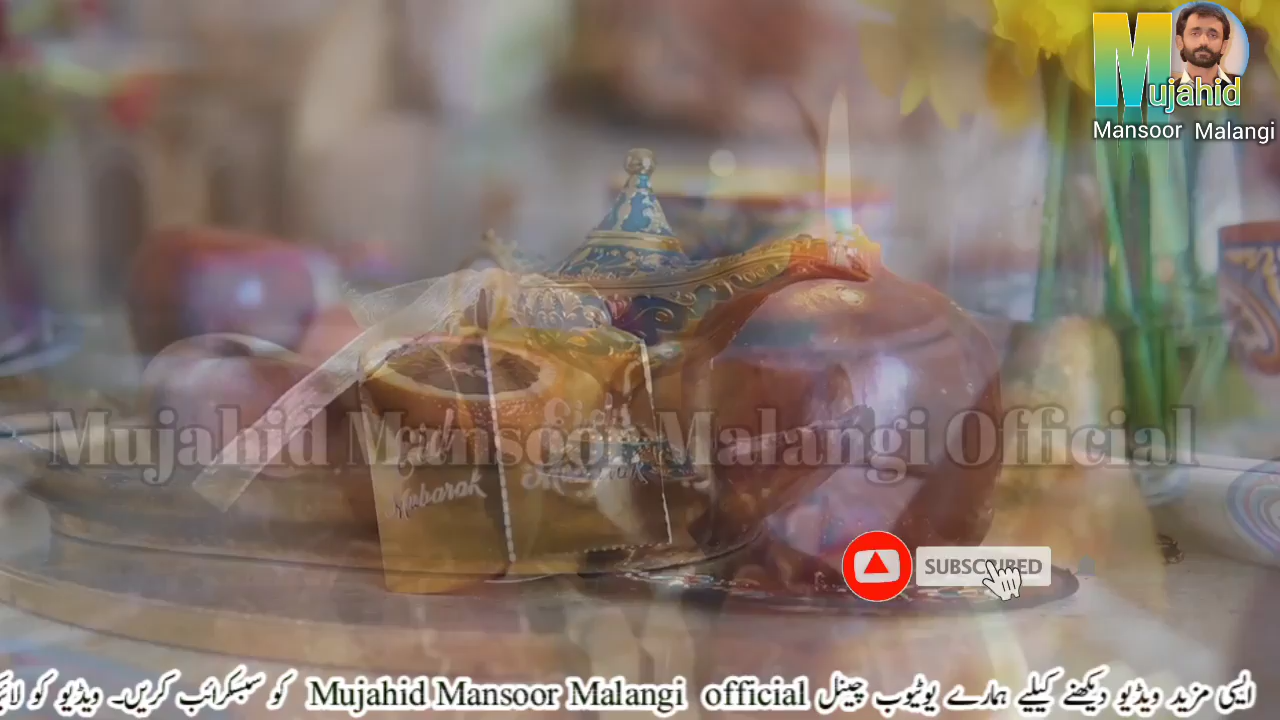 Mujahid
Mansoor Malangi
Mujahid Mansoor Malangi Official
Eid
Mubarak
SUBSCRIBED
ایسی مزید ویڈیو دیکھنے کیلیے ہمارے یوٹیوب چینل Mujahid Mansoor Malangi official کو سبسکرائب کریں۔ ویڈیو کو